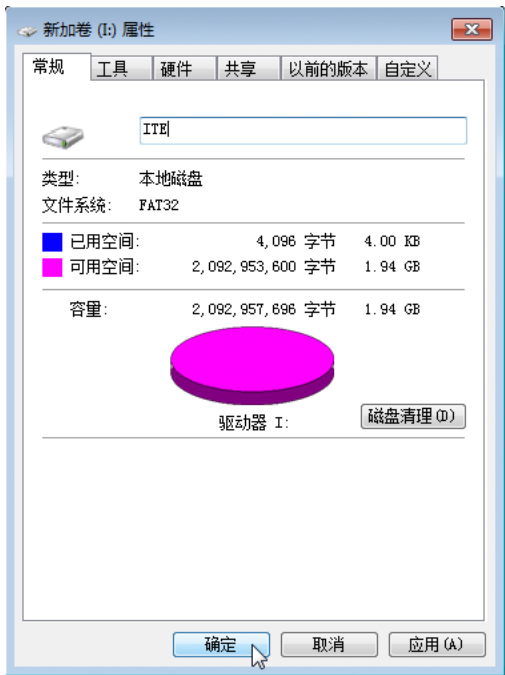 新加卷 (I:) 属性
常规 工具 硬件 共享 以前的版本 自定义
ITE
类型: 本地磁盘
文件系统: FAT32
已用空间: 4,096 字节 4.00 KB
可用空间: 2,092,953,600 字节 1.94 GB
容量: 2,092,957,696 字节 1.94 GB
驱动器 I:
磁盘清理(D)
确定 取消 应用(A)